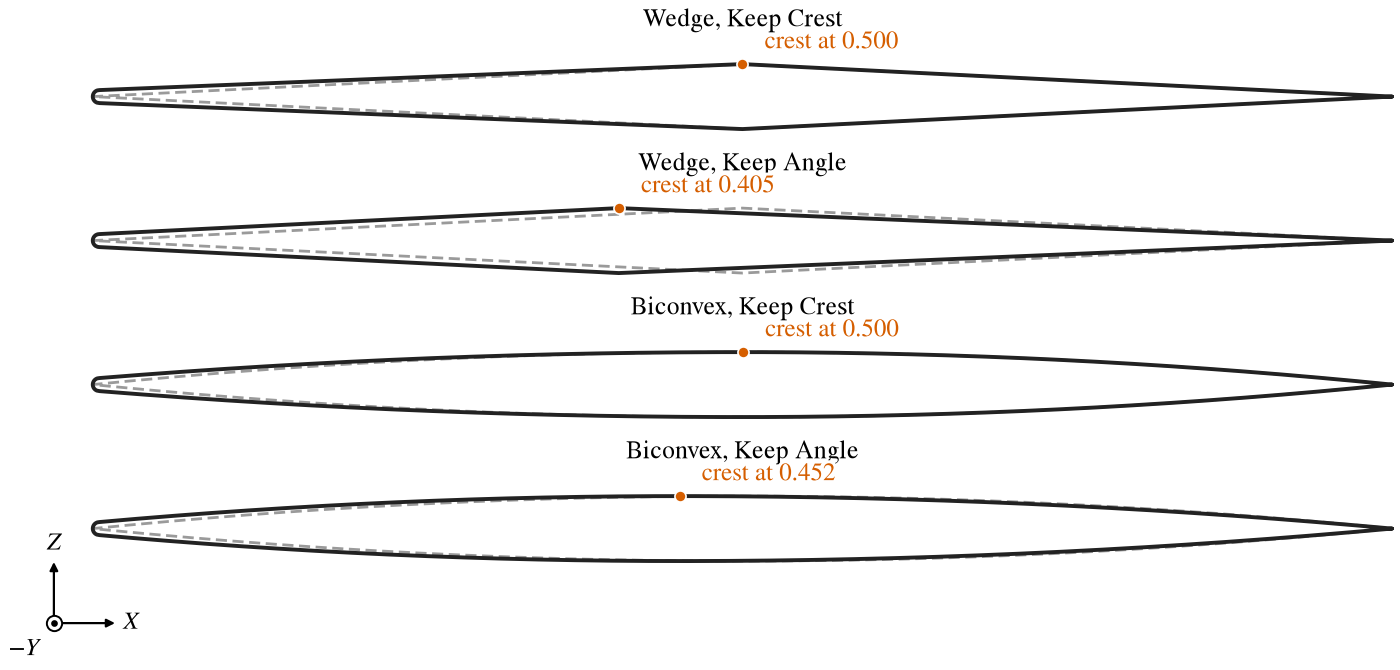 Wedge, Keep Crest
crest at 0.500
Wedge, Keep Angle
crest at 0.405
Biconvex, Keep Crest
crest at 0.500
Biconvex, Keep Angle
crest at 0.452
Z
X
−Y